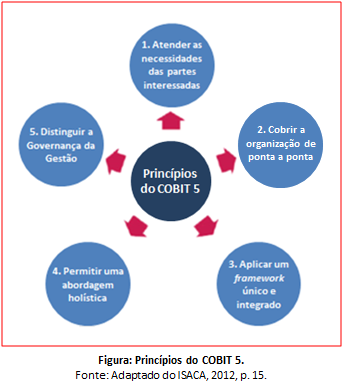 1. Atender as
necessidades
das partes
interessadas
5. Distinguir a
Governança da
Gestão
2. Cobrir a
organização de
ponta a ponta
Princípios
do COBIT 5
4. Permitir uma
abordagem
holística
3. Aplicar um
framework
único e
integrado
Figura: Princípios do COBIT 5.
Fonte: Adaptado do ISACA, 2012, p. 15.